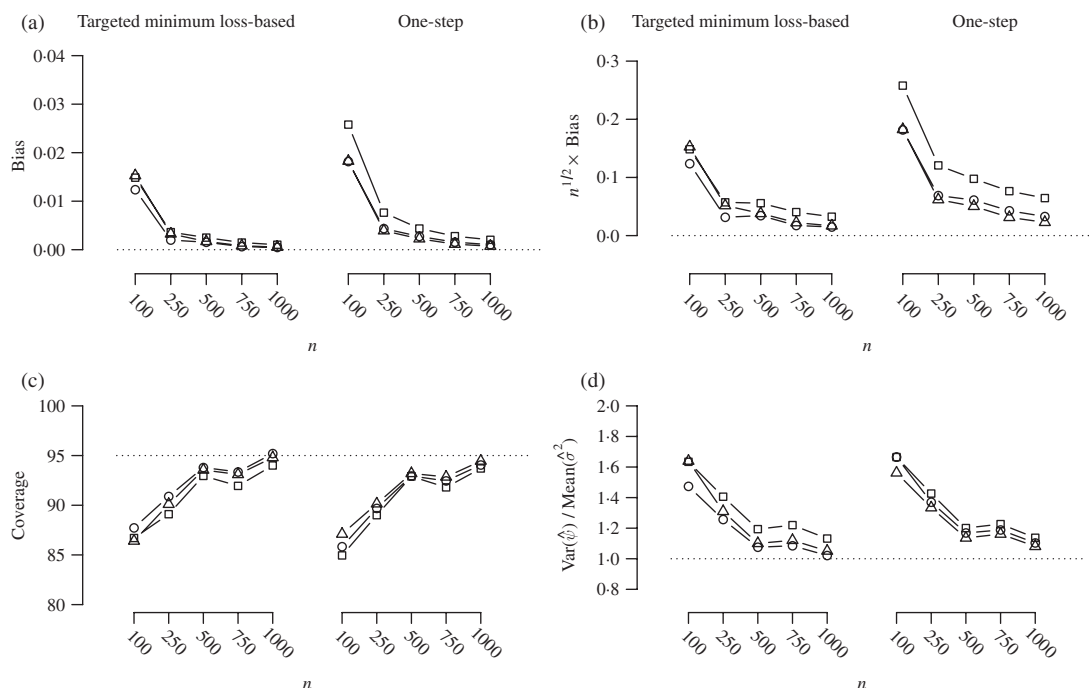 (a) Targeted minimum loss-based One-step
0·04
0·03
0·02
0·01
0·00
Bias
100 250 500 750 1000 100 250 500 750 1000
n
(b) Targeted minimum loss-based One-step
0·3
0·2
0·1
0·0
n^{1/2} × Bias
100 250 500 750 1000 100 250 500 750 1000
n
(c)
100
95
90
85
80
Coverage
100 250 500 750 1000 100 250 500 750 1000
n
(d)
2·0
1·8
1·6
1·4
1·2
1·0
0·8
Var(ψ̂) / Mean(σ̂²)
100 250 500 750 1000 100 250 500 750 1000
n